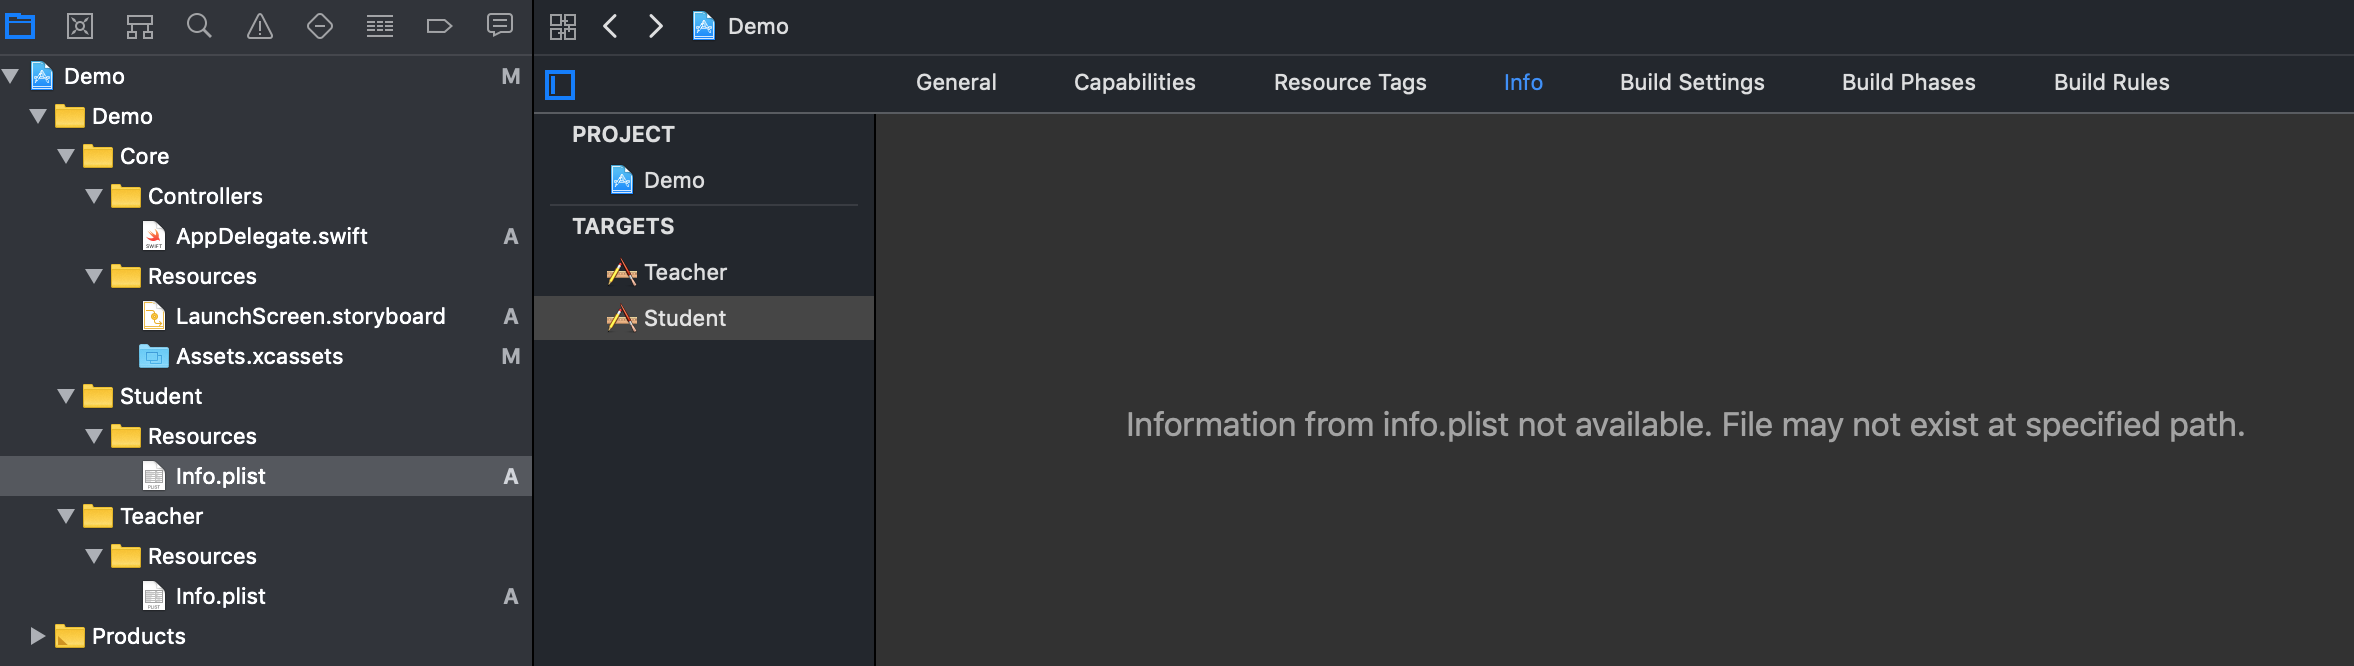 Demo M
Demo
Core
Controllers
AppDelegate.swift A
Resources
LaunchScreen.storyboard A
Assets.xcassets M
Student
Resources
Info.plist A
Teacher
Resources
Info.plist A
Products
Demo
General Capabilities Resource Tags Info Build Settings Build Phases Build Rules
PROJECT
Demo
TARGETS
Teacher
Student
Information from info.plist not available. File may not exist at specified path.